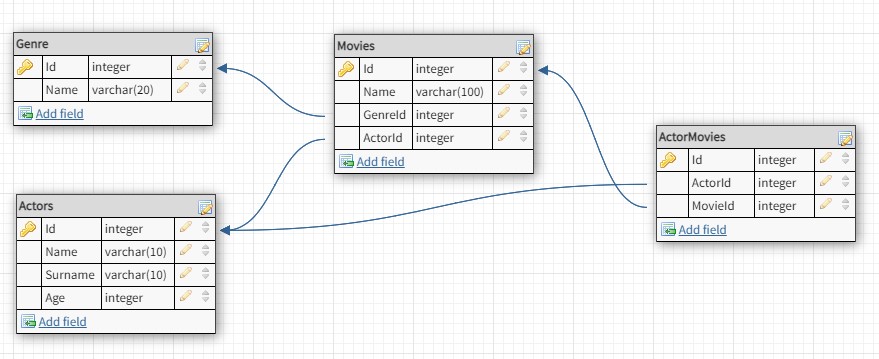 Genre
Id integer
Name varchar(20)
Add field
Movies
Id integer
Name varchar(100)
GenreId integer
ActorId integer
Add field
ActorMovies
Id integer
ActorId integer
MovieId integer
Add field
Actors
Id integer
Name varchar(10)
Surname varchar(10)
Age integer
Add field